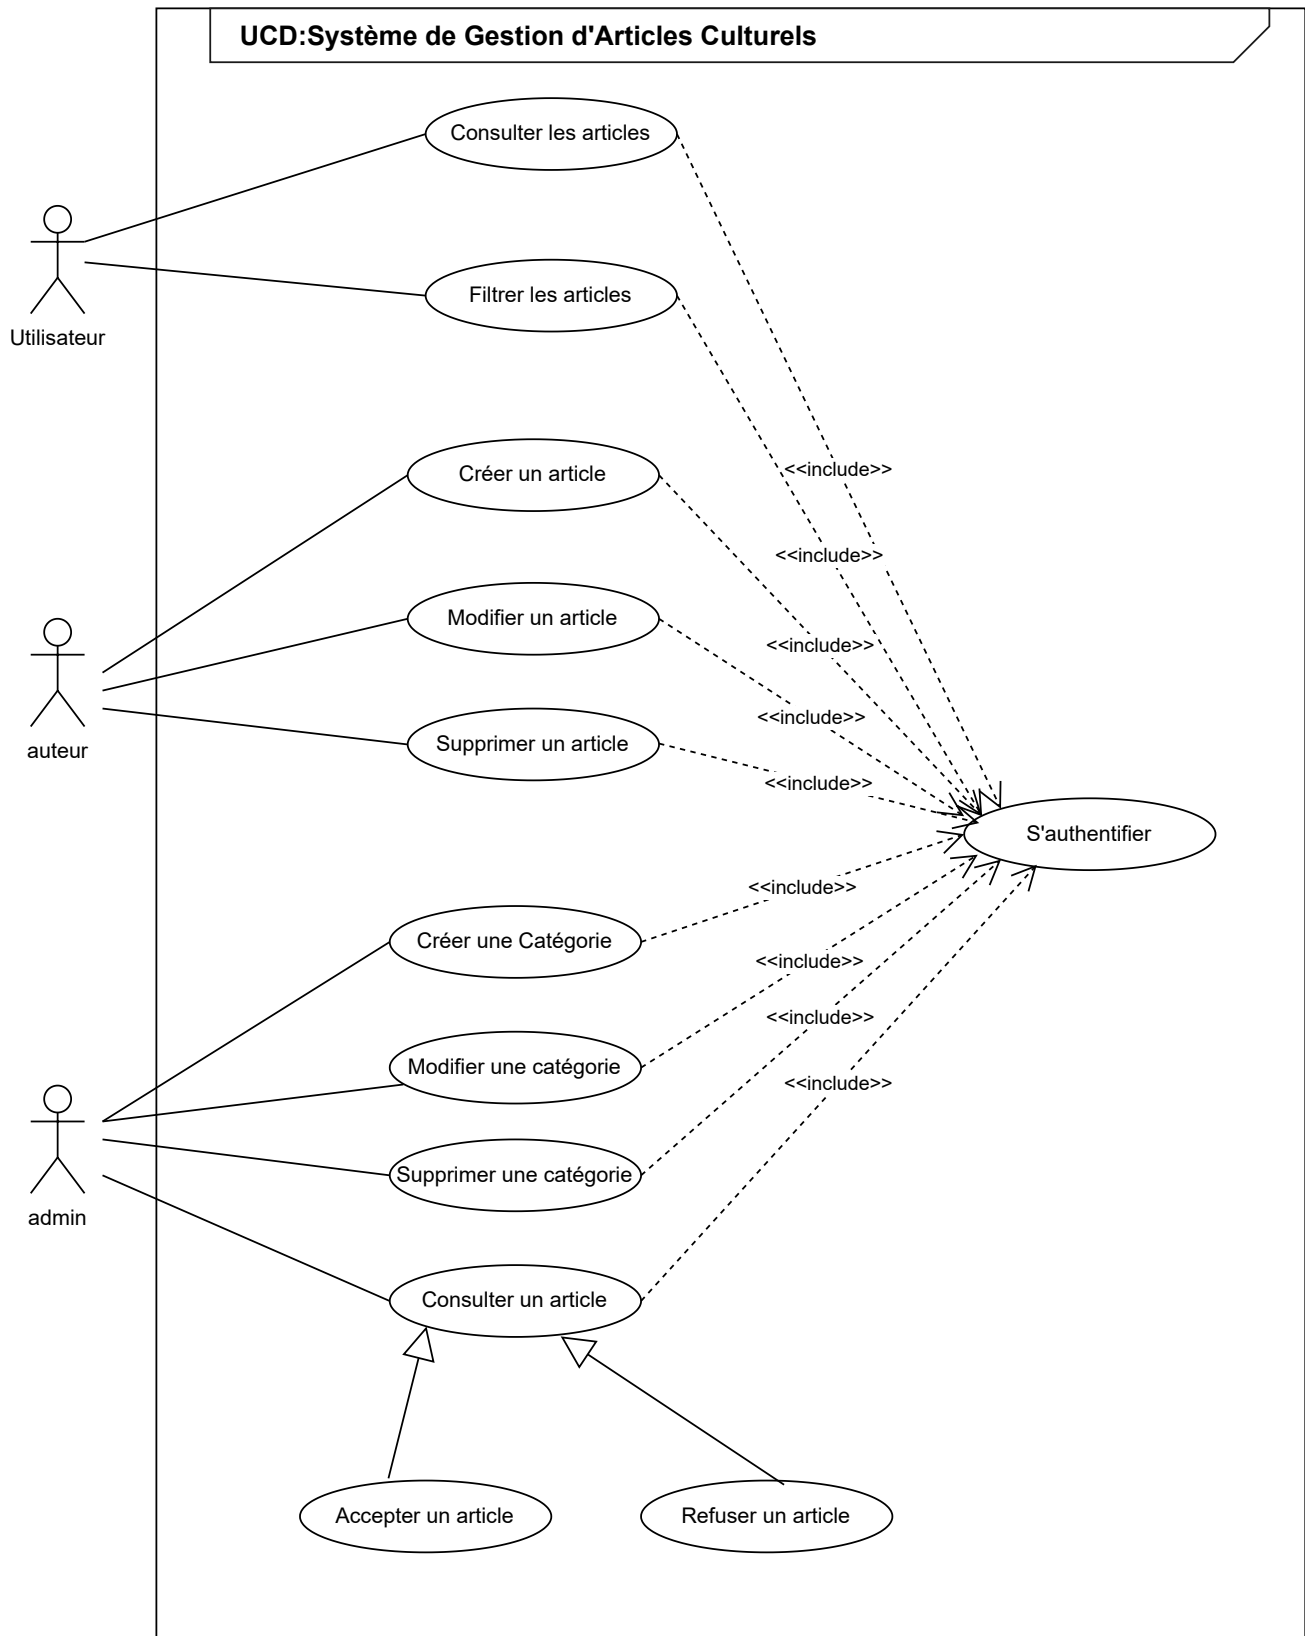 UCD:Système de Gestion d'Articles Culturels
Consulter les articles
Filtrer les articles
Utilisateur
<<include>>
Créer un article
<<include>>
Modifier un article
<<include>>
<<include>>
Supprimer un article
auteur
<<include>>
S'authentifier
<<include>>
Créer une Catégorie
<<include>>
<<include>>
Modifier une catégorie
<<include>>
Supprimer une catégorie
admin
Consulter un article
Accepter un article
Refuser un article